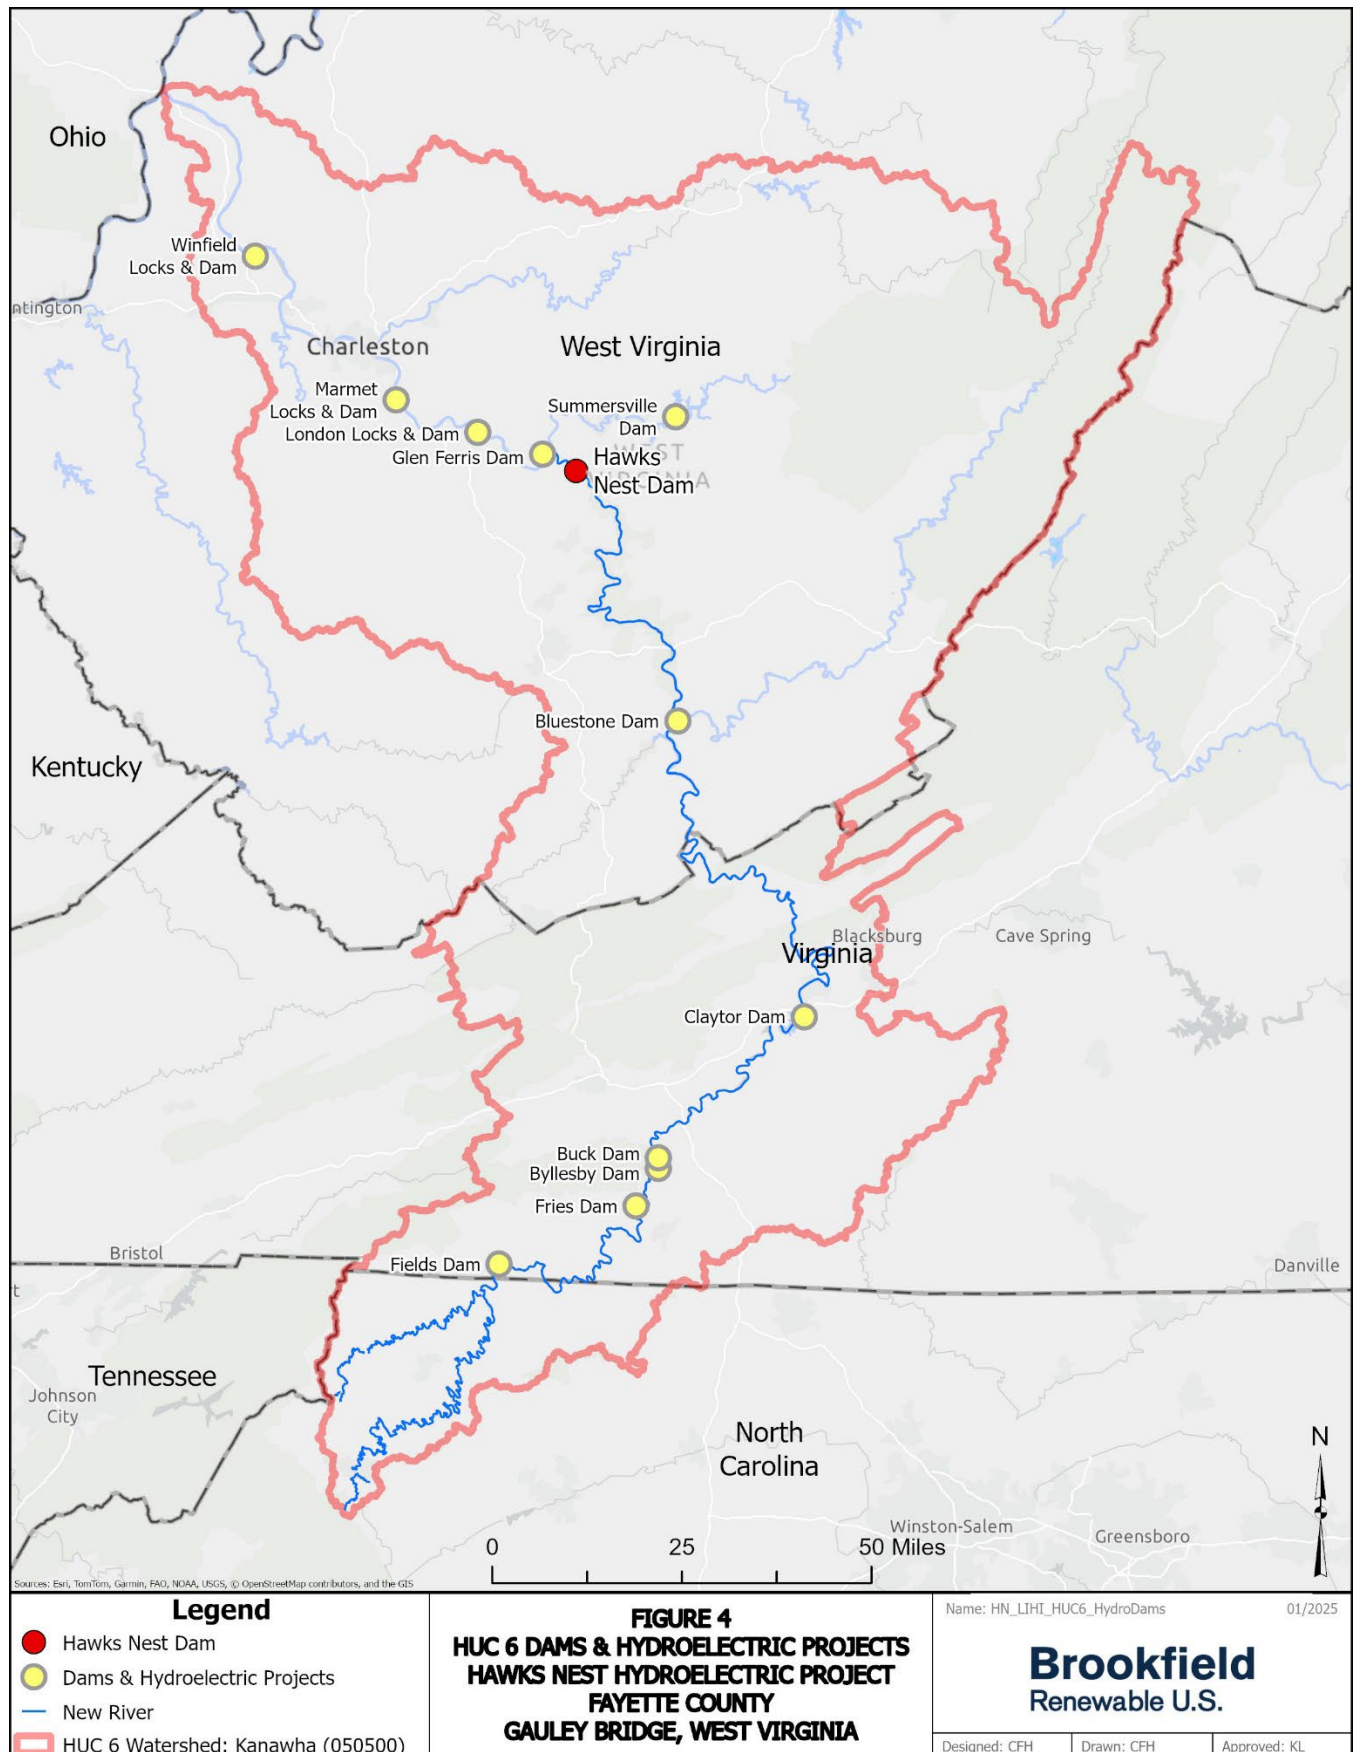 Ohio
Winfield
Locks & Dam
ntington
Charleston
West Virginia
Marmet
Locks & Dam
Summersville
Dam
London Locks & Dam
Glen Ferris Dam
WEST
VIRGINIA
Hawks
Nest Dam
Bluestone Dam
Kentucky
Blacksburg
Cave Spring
Virginia
Claytor Dam
Buck Dam
Byllesby Dam
Fries Dam
Bristol
Fields Dam
Danville
t
Tennessee
Johnson
City
North
Carolina
N
Winston-Salem
Greensboro
0 25 50 Miles
Sources: Esri, TomTom, Garmin, FAO, NOAA, USGS, © OpenStreetMap contributors, and the GIS
Legend
Hawks Nest Dam
Dams & Hydroelectric Projects
New River
HUC 6 Watershed: Kanawha (050500)
FIGURE 4
HUC 6 DAMS & HYDROELECTRIC PROJECTS
HAWKS NEST HYDROELECTRIC PROJECT
FAYETTE COUNTY
GAULEY BRIDGE, WEST VIRGINIA
Name: HN_LIHI_HUC6_HydroDams 01/2025
Brookfield
Renewable U.S.
Designed: CFH Drawn: CFH Approved: KL